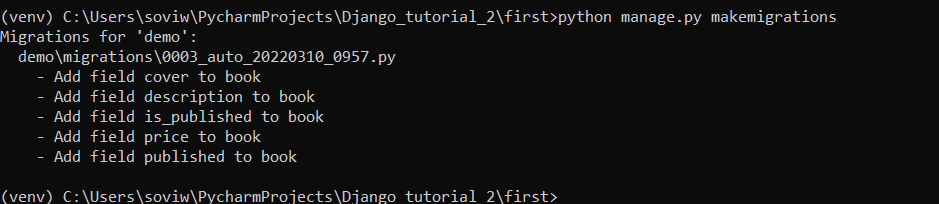 (venv) C:\Users\soviw\PycharmProjects\Django_tutorial_2\first>python manage.py makemigrations
Migrations for 'demo':
  demo\migrations\0003_auto_20220310_0957.py
    - Add field cover to book
    - Add field description to book
    - Add field is_published to book
    - Add field price to book
    - Add field published to book

(venv) C:\Users\soviw\PycharmProjects\Django_tutorial_2\first>